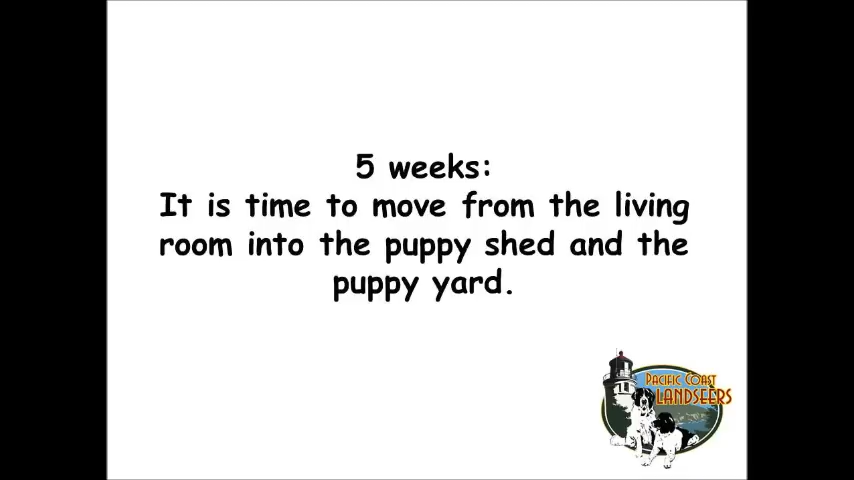 5 weeks:
It is time to move from the living
room into the puppy shed and the
puppy yard.
PACIFIC COAST
LANDSEERS